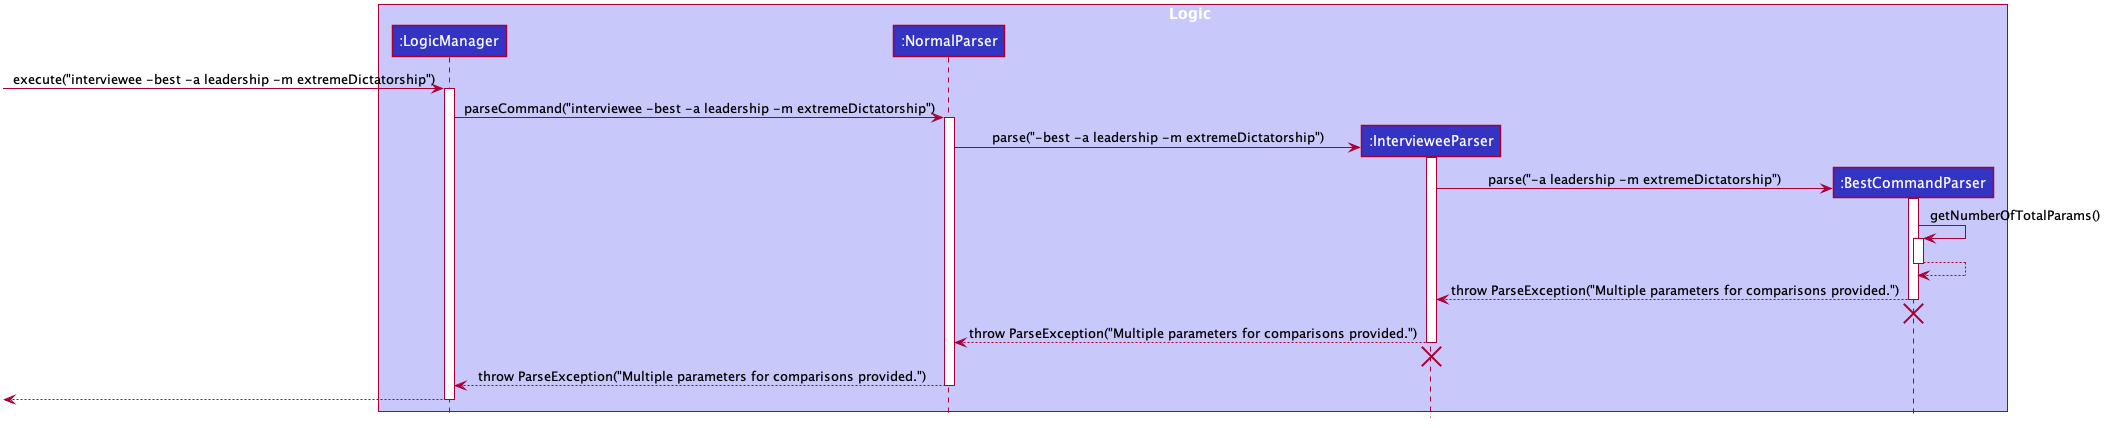 Logic
:LogicManager
:NormalParser
execute("interviewee -best -a leadership -m extremeDictatorship")
parseCommand("interviewee -best -a leadership -m extremeDictatorship")
parse("-best -a leadership -m extremeDictatorship")
:IntervieweeParser
parse("-a leadership -m extremeDictatorship")
:BestCommandParser
getNumberOfTotalParams()
throw ParseException("Multiple parameters for comparisons provided.")
throw ParseException("Multiple parameters for comparisons provided.")
throw ParseException("Multiple parameters for comparisons provided.")